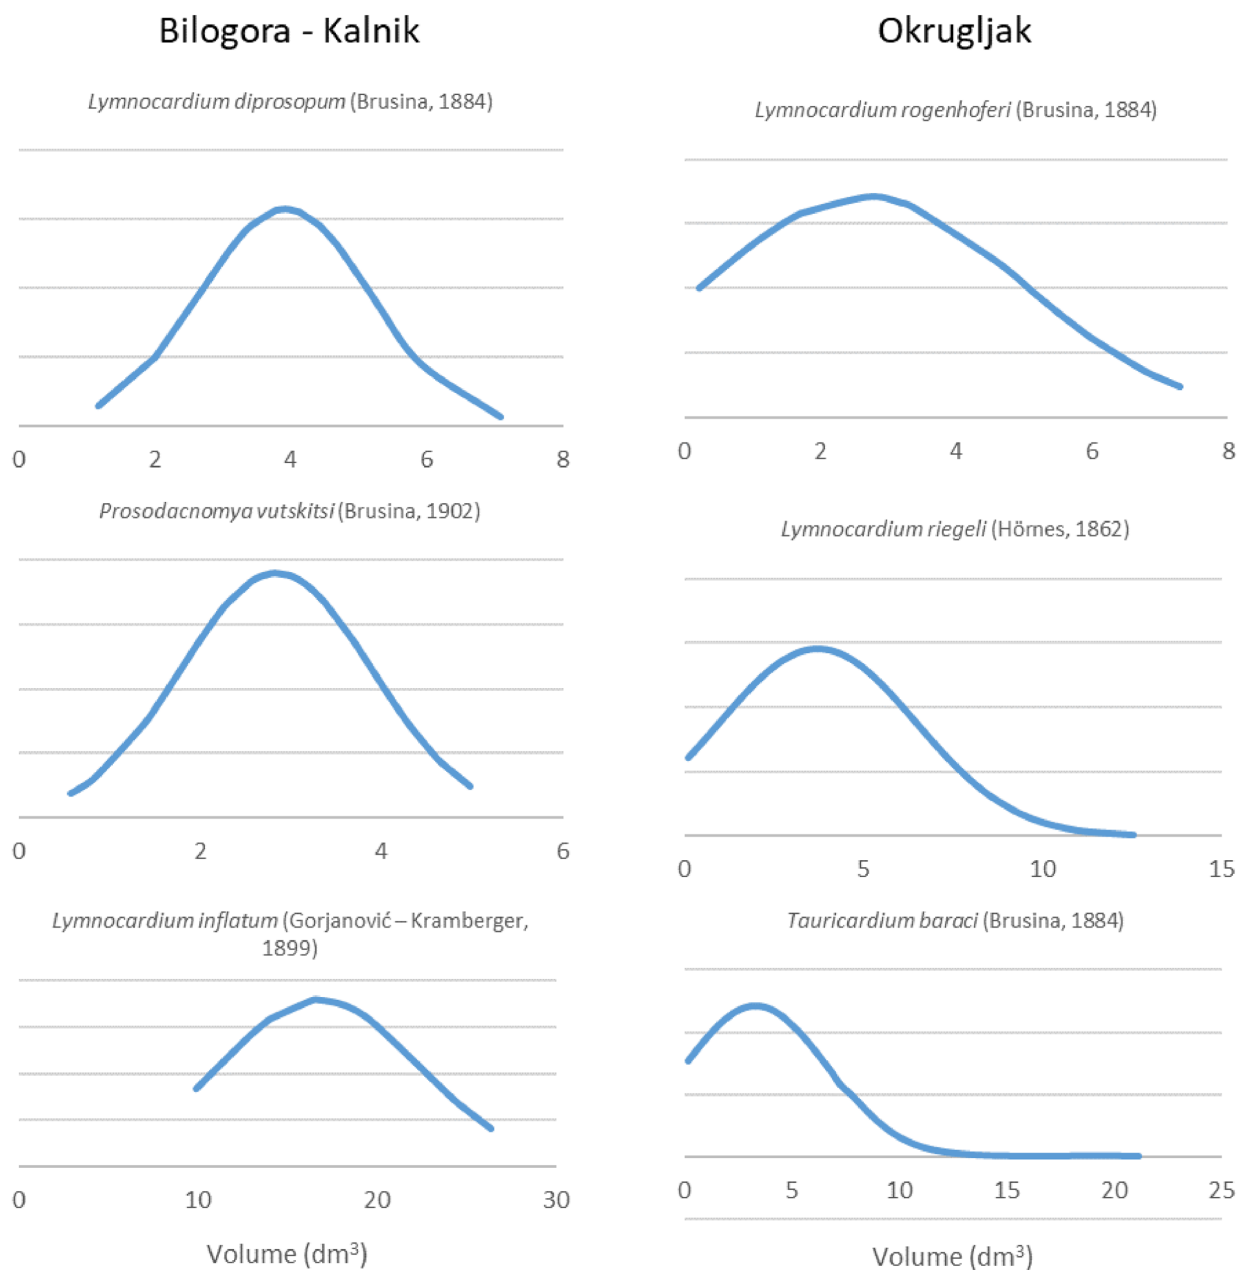 Bilogora - Kalnik
Lymnocardium diprosopum (Brusina, 1884)
0 2 4 6 8
Prosodacnomya vutskitsi (Brusina, 1902)
0 2 4 6
Lymnocardium inflatum (Gorjanović – Kramberger,
1899)
0 10 20 30
Volume (dm³)
Okrugljak
Lymnocardium rogenhoferi (Brusina, 1884)
0 2 4 6 8
Lymnocardium riegeli (Hörnes, 1862)
0 5 10 15
Tauricardium baraci (Brusina, 1884)
0 5 10 15 20 25
Volume (dm³)